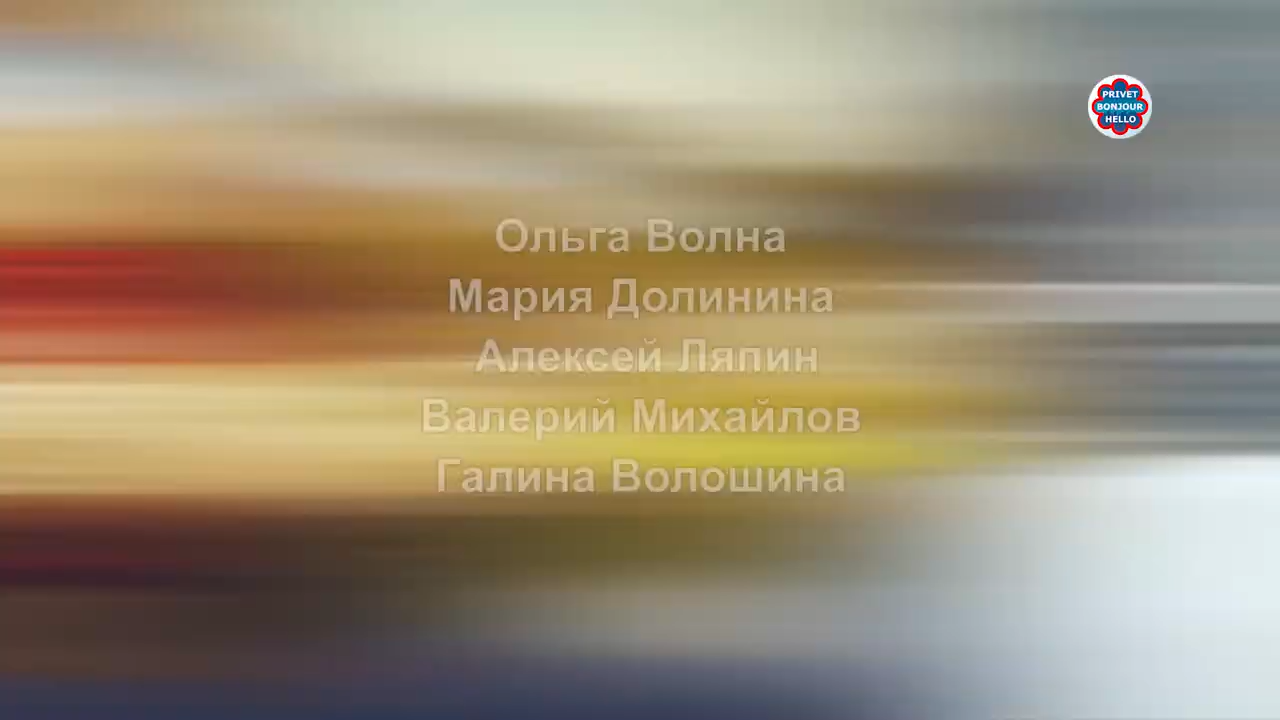 PRIVET
BONJOUR
HELLO
Ольга Волна
Мария Долинина
Алексей Ляпин
Валерий Михайлов
Галина Волошина